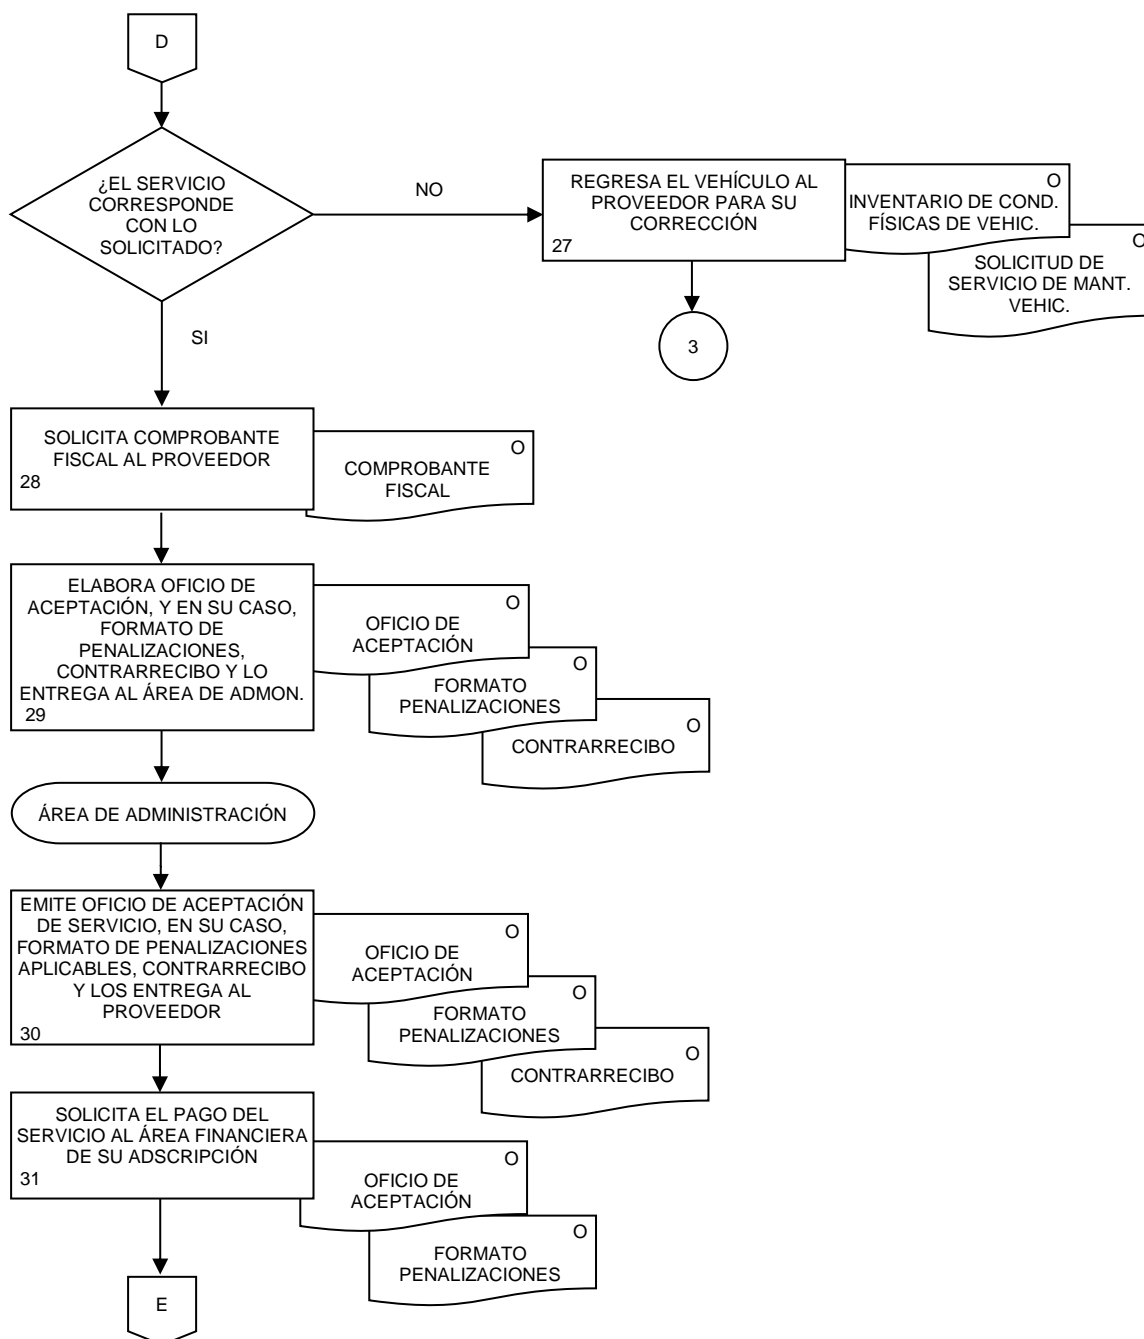 D
¿EL SERVICIO
CORRESPONDE
CON LO
SOLICITADO?
NO
REGRESA EL VEHÍCULO AL
PROVEEDOR PARA SU
CORRECCIÓN
27
O
INVENTARIO DE COND.
FÍSICAS DE VEHIC.
O
SOLICITUD DE
SERVICIO DE MANT.
VEHIC.
3
SI
SOLICITA COMPROBANTE
FISCAL AL PROVEEDOR
28
O
COMPROBANTE
FISCAL
ELABORA OFICIO DE
ACEPTACIÓN, Y EN SU CASO,
FORMATO DE
PENALIZACIONES,
CONTRARRECIBO Y LO
ENTREGA AL ÁREA DE ADMON.
29
O
OFICIO DE
ACEPTACIÓN
O
FORMATO
PENALIZACIONES
O
CONTRARRECIBO
ÁREA DE ADMINISTRACIÓN
EMITE OFICIO DE ACEPTACIÓN
DE SERVICIO, EN SU CASO,
FORMATO DE PENALIZACIONES
APLICABLES, CONTRARRECIBO
Y LOS ENTREGA AL
PROVEEDOR
30
O
OFICIO DE
ACEPTACIÓN
O
FORMATO
PENALIZACIONES
O
CONTRARRECIBO
SOLICITA EL PAGO DEL
SERVICIO AL ÁREA FINANCIERA
DE SU ADSCRIPCIÓN
31
O
OFICIO DE
ACEPTACIÓN
O
FORMATO
PENALIZACIONES
E